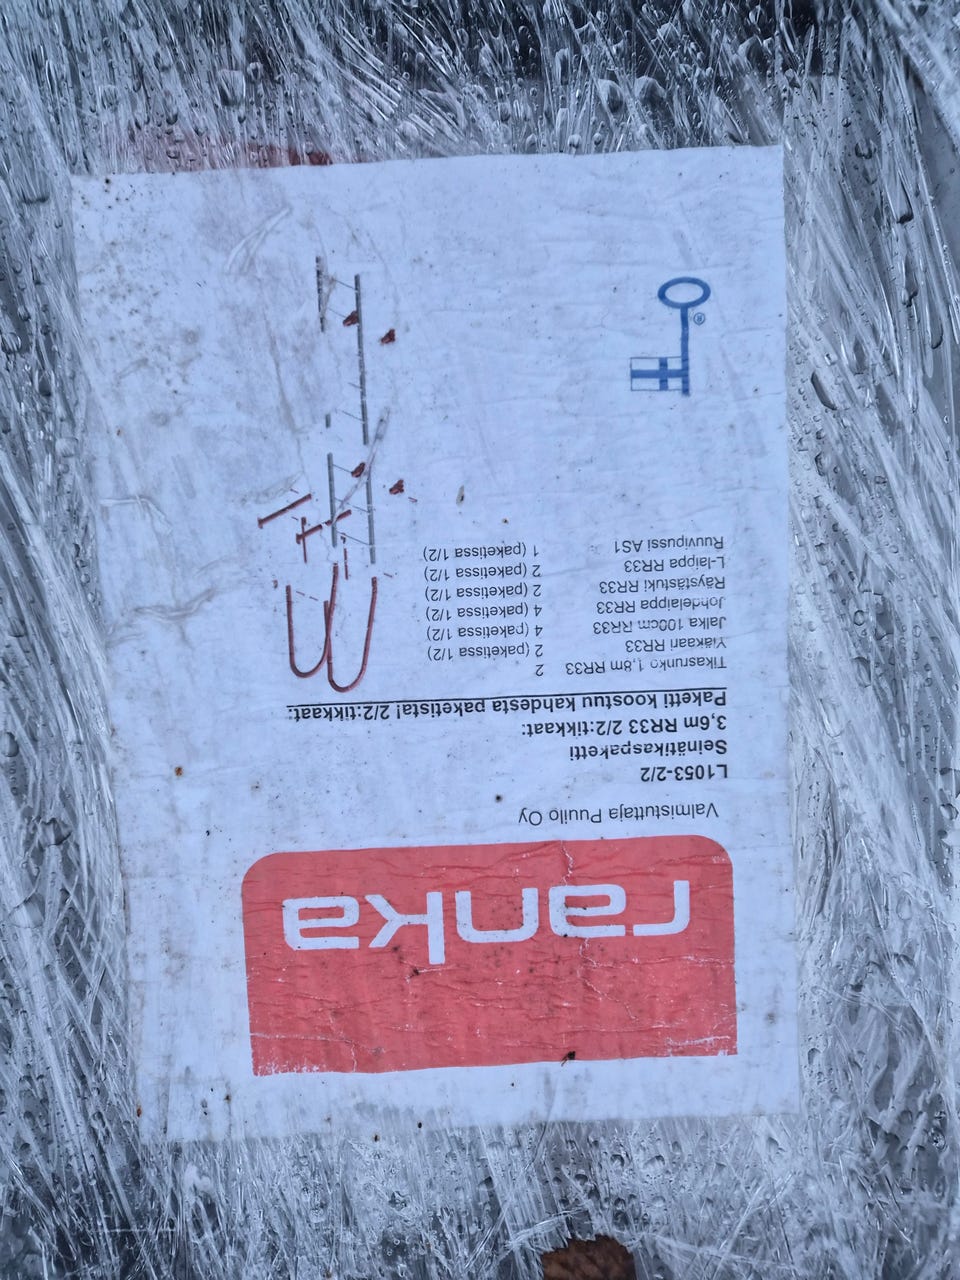 ranka
Valmistuttaja Puuilo Oy
L1053-2/2
Seinätikaspaketti
3,6m RR33 2/2:tikkaat:
Paketti koostuu kahdesta paketista! 2/2:tikkaat:
Tikasrunko 1,8m RR33 2
Yläkaari RR33 2 (paketissa 1/2)
Jalka 100cm RR33 4 (paketissa 1/2)
Johdelaippa RR33 4 (paketissa 1/2)
Räystästuki RR33 2 (paketissa 1/2)
L-laippa RR33 2 (paketissa 1/2)
Ruuvipussi AS1 1 (paketissa 1/2)
®